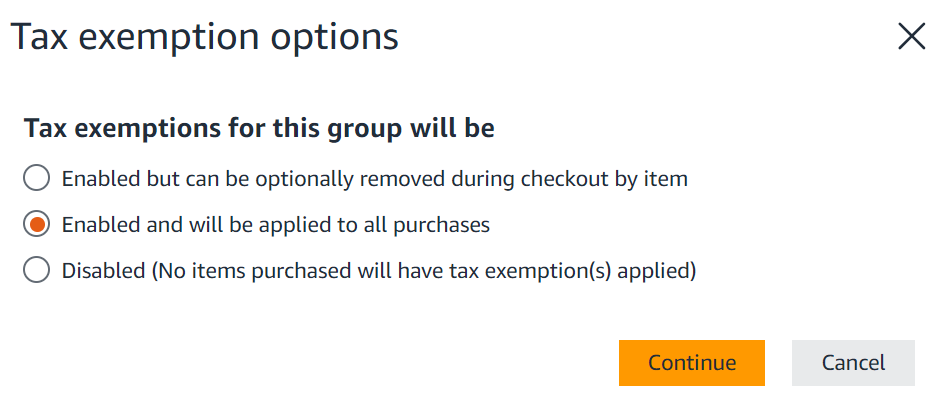 Tax exemption options
Tax exemptions for this group will be
Enabled but can be optionally removed during checkout by item
Enabled and will be applied to all purchases
Disabled (No items purchased will have tax exemption(s) applied)
Continue Cancel